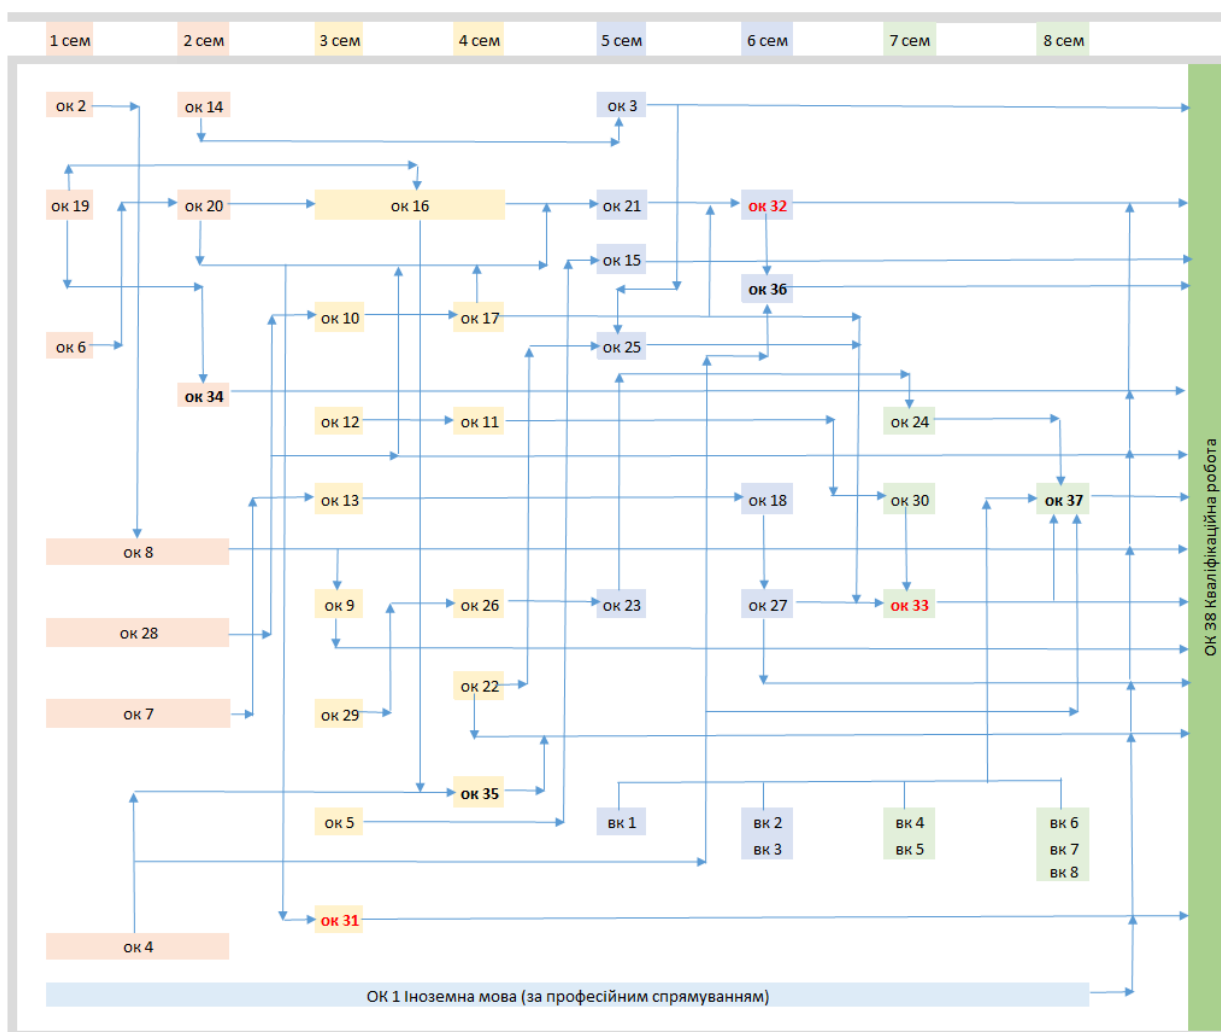 1 сем 2 сем 3 сем 4 сем 5 сем 6 сем 7 сем 8 сем
ок 2 ок 14 ок 3
ок 19 ок 20 ок 16 ок 21 ок 32
ок 15
ок 36
ок 10 ок 17
ок 6 ок 25
ок 34
ок 12 ок 11 ок 24
ок 13 ок 18 ок 30 ок 37
ок 8
ок 9 ок 26 ок 23 ок 27 ок 33
ок 28
ок 22
ок 7 ок 29
ок 35
ок 5 вк 1 вк 2 вк 4 вк 6
вк 3 вк 5 вк 7
вк 8
ок 31
ок 4
ОК 1 Іноземна мова (за професійним спрямуванням)
ОК 38 Кваліфікаційна робота